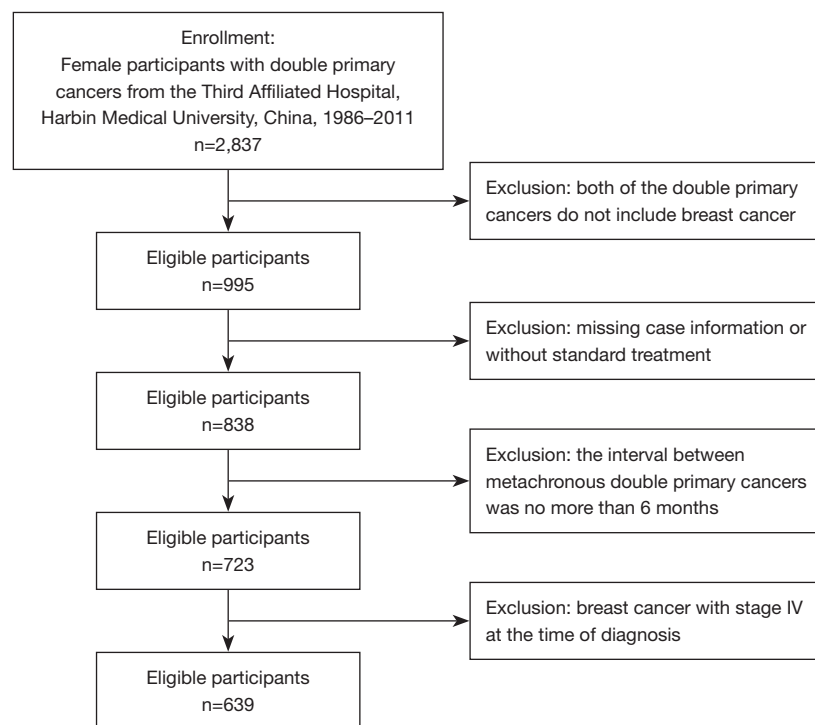 Enrollment:
Female participants with double primary
cancers from the Third Affiliated Hospital,
Harbin Medical University, China, 1986–2011
n=2,837
Exclusion: both of the double primary
cancers do not include breast cancer
Eligible participants
n=995
Exclusion: missing case information or
without standard treatment
Eligible participants
n=838
Exclusion: the interval between
metachronous double primary cancers
was no more than 6 months
Eligible participants
n=723
Exclusion: breast cancer with stage IV
at the time of diagnosis
Eligible participants
n=639